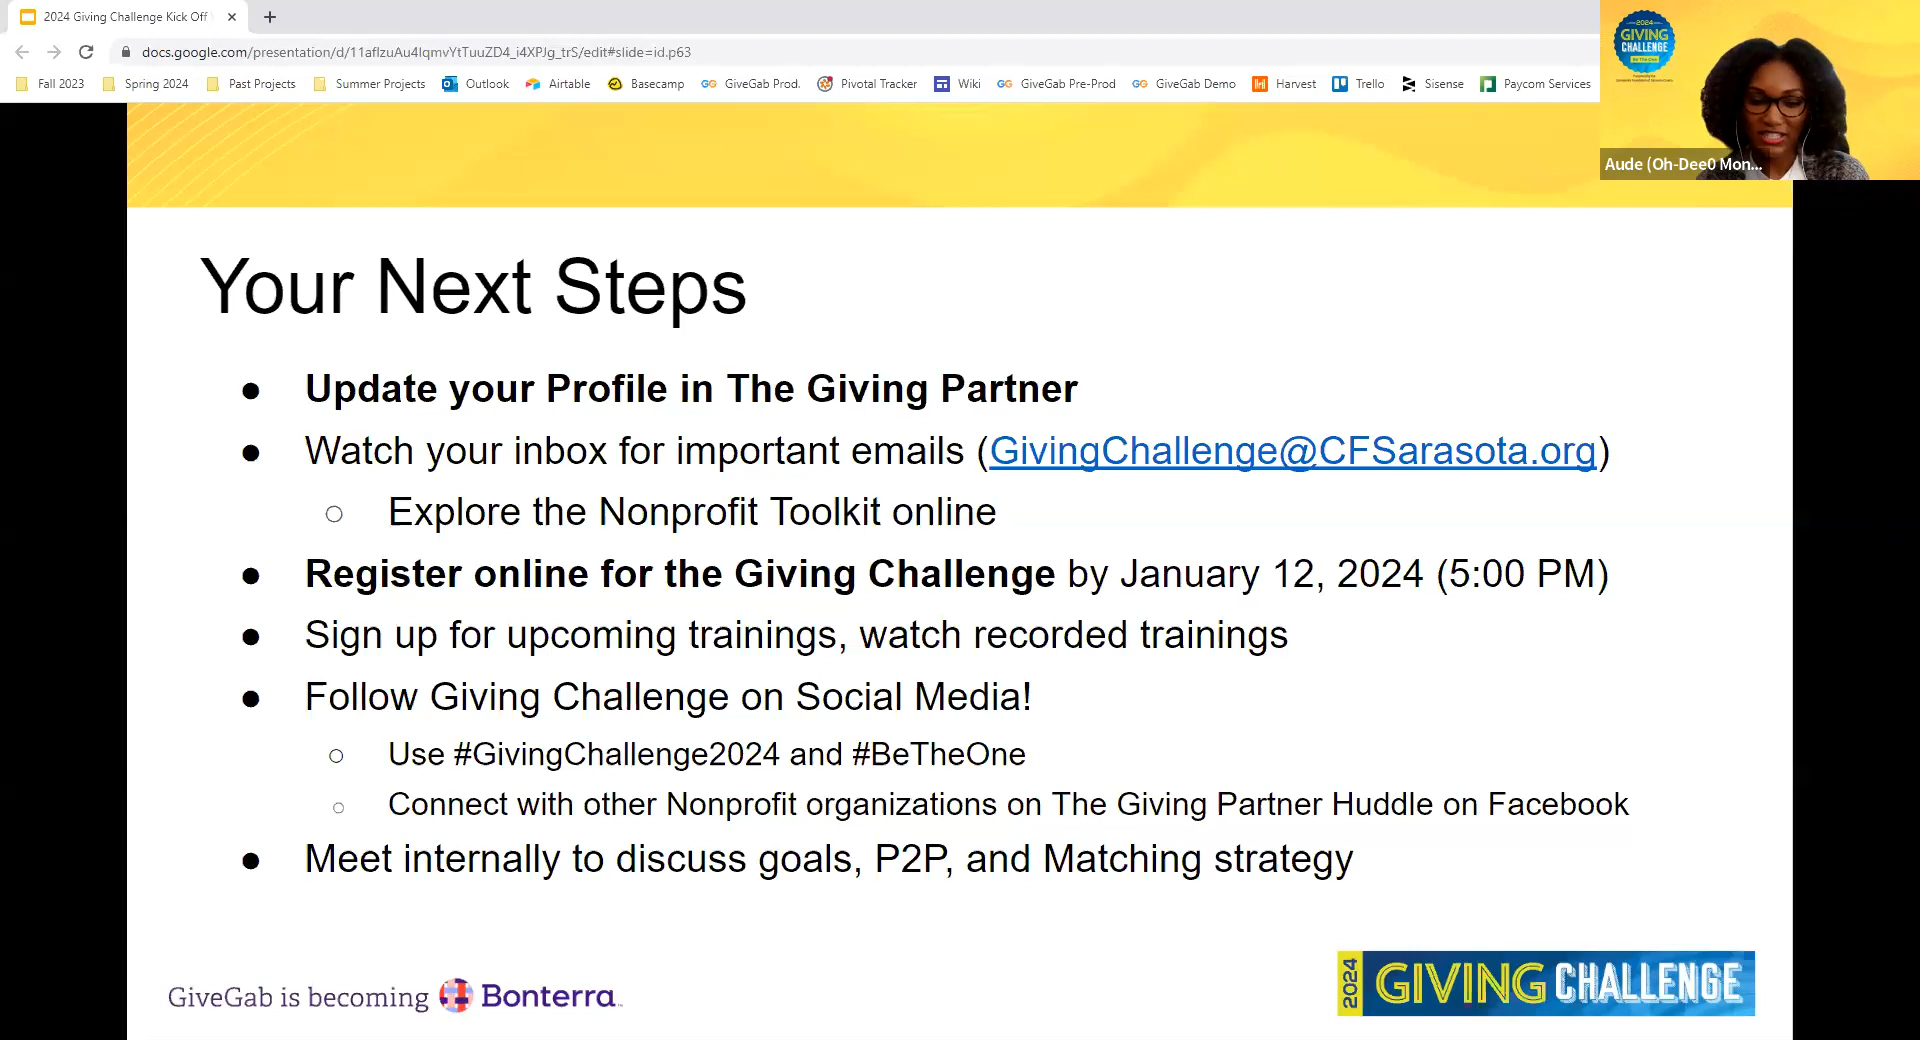 2024 Giving Challenge Kick Off
docs.google.com/presentation/d/11aflzuAu4lqmvYtTuuZD4_i4XPJg_trS/edit#slide=id.p63
Fall 2023 Spring 2024 Past Projects Summer Projects Outlook Airtable Basecamp GiveGab Prod. Pivotal Tracker Wiki GiveGab Pre-Prod GiveGab Demo Harvest Trello Sisense Paycom Services
2024
GIVING
CHALLENGE
Be The One
Aude (Oh-Dee0 Mon...
Your Next Steps
● Update your Profile in The Giving Partner
● Watch your inbox for important emails (GivingChallenge@CFSarasota.org)
○ Explore the Nonprofit Toolkit online
● Register online for the Giving Challenge by January 12, 2024 (5:00 PM)
● Sign up for upcoming trainings, watch recorded trainings
● Follow Giving Challenge on Social Media!
○ Use #GivingChallenge2024 and #BeTheOne
○ Connect with other Nonprofit organizations on The Giving Partner Huddle on Facebook
● Meet internally to discuss goals, P2P, and Matching strategy
GiveGab is becoming Bonterra™
2024 GIVING CHALLENGE